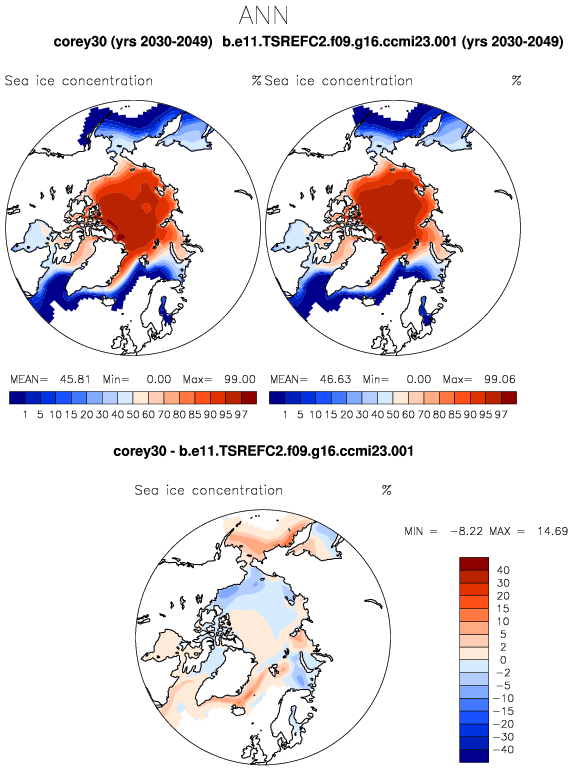 ANN
corey30 (yrs 2030-2049) b.e11.TSREFC2.f09.g16.ccmi23.001 (yrs 2030-2049)
Sea ice concentration % Sea ice concentration %
MEAN= 45.81 Min= 0.00 Max= 99.00 MEAN= 46.63 Min= 0.00 Max= 99.06
1 5 10 15 20 30 40 50 60 70 80 85 90 95 97 1 5 10 15 20 30 40 50 60 70 80 85 90 95 97
corey30 - b.e11.TSREFC2.f09.g16.ccmi23.001
Sea ice concentration %
MIN = -8.22 MAX = 14.69
40
30
20
15
10
5
2
0
-2
-5
-10
-15
-20
-30
-40